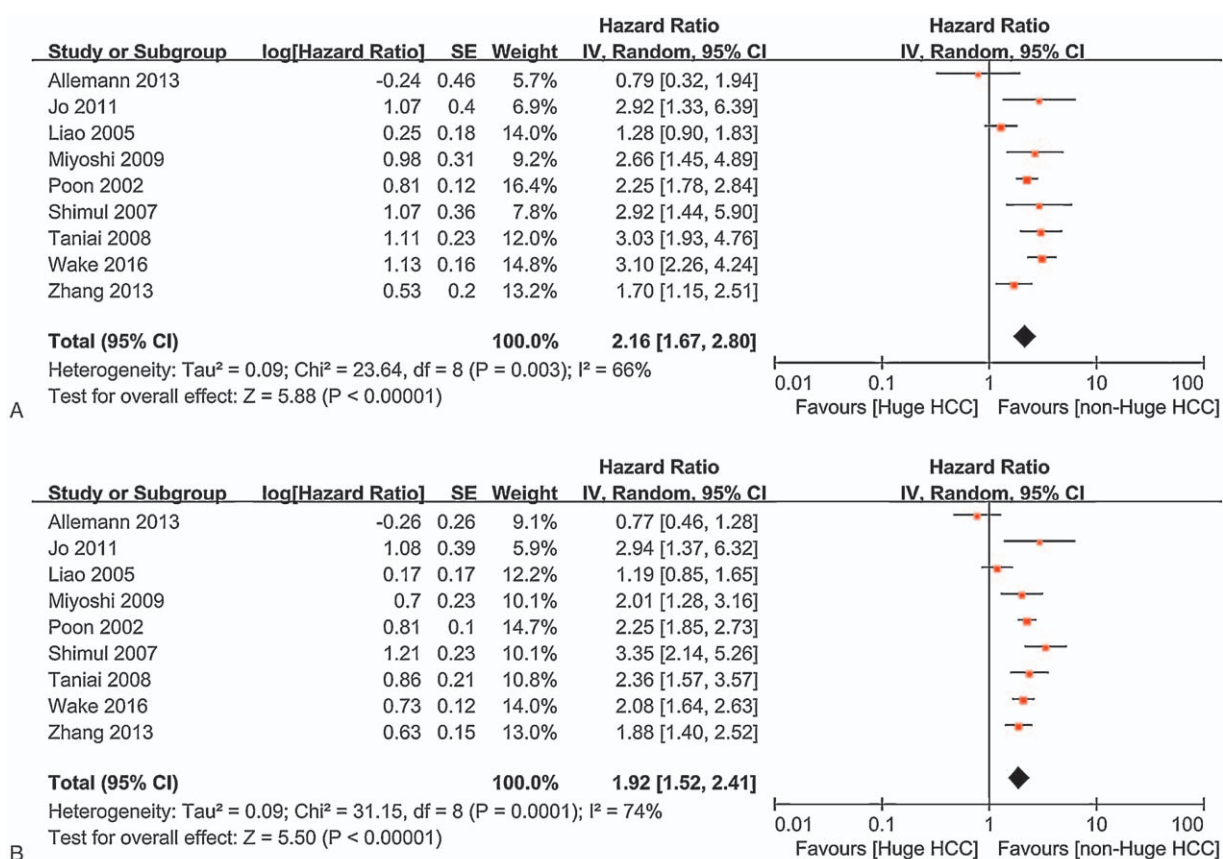 Hazard Ratio Hazard Ratio
Study or Subgroup log[Hazard Ratio] SE Weight IV, Random, 95% CI IV, Random, 95% CI
Allemann 2013 -0.24 0.46 5.7% 0.79 [0.32, 1.94]
Jo 2011 1.07 0.4 6.9% 2.92 [1.33, 6.39]
Liao 2005 0.25 0.18 14.0% 1.28 [0.90, 1.83]
Miyoshi 2009 0.98 0.31 9.2% 2.66 [1.45, 4.89]
Poon 2002 0.81 0.12 16.4% 2.25 [1.78, 2.84]
Shimul 2007 1.07 0.36 7.8% 2.92 [1.44, 5.90]
Taniai 2008 1.11 0.23 12.0% 3.03 [1.93, 4.76]
Wake 2016 1.13 0.16 14.8% 3.10 [2.26, 4.24]
Zhang 2013 0.53 0.2 13.2% 1.70 [1.15, 2.51]
Total (95% CI) 100.0% 2.16 [1.67, 2.80]
Heterogeneity: Tau² = 0.09; Chi² = 23.64, df = 8 (P = 0.003); I² = 66%
0.01 0.1 1 10 100
Test for overall effect: Z = 5.88 (P < 0.00001)
Favours [Huge HCC] Favours [non-Huge HCC]
A
Hazard Ratio Hazard Ratio
Study or Subgroup log[Hazard Ratio] SE Weight IV, Random, 95% CI IV, Random, 95% CI
Allemann 2013 -0.26 0.26 9.1% 0.77 [0.46, 1.28]
Jo 2011 1.08 0.39 5.9% 2.94 [1.37, 6.32]
Liao 2005 0.17 0.17 12.2% 1.19 [0.85, 1.65]
Miyoshi 2009 0.7 0.23 10.1% 2.01 [1.28, 3.16]
Poon 2002 0.81 0.1 14.7% 2.25 [1.85, 2.73]
Shimul 2007 1.21 0.23 10.1% 3.35 [2.14, 5.26]
Taniai 2008 0.86 0.21 10.8% 2.36 [1.57, 3.57]
Wake 2016 0.73 0.12 14.0% 2.08 [1.64, 2.63]
Zhang 2013 0.63 0.15 13.0% 1.88 [1.40, 2.52]
Total (95% CI) 100.0% 1.92 [1.52, 2.41]
Heterogeneity: Tau² = 0.09; Chi² = 31.15, df = 8 (P = 0.0001); I² = 74%
0.01 0.1 1 10 100
Test for overall effect: Z = 5.50 (P < 0.00001)
Favours [Huge HCC] Favours [non-Huge HCC]
B